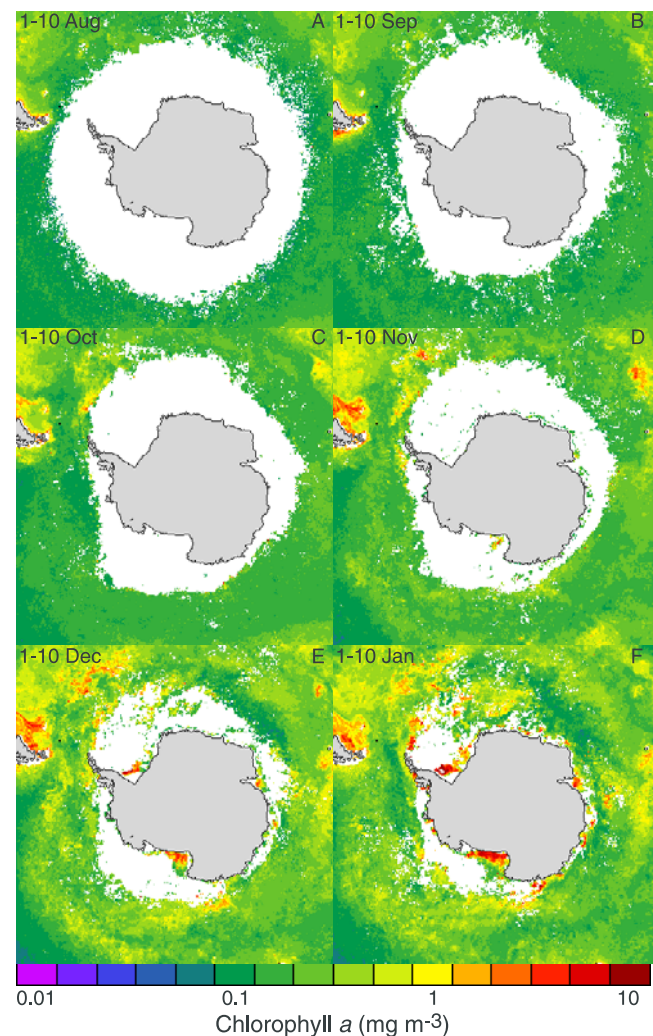 1-10 Aug A
1-10 Sep B
1-10 Oct C
1-10 Nov D
1-10 Dec E
1-10 Jan F
0.01 0.1 1 10
Chlorophyll a (mg m-3)